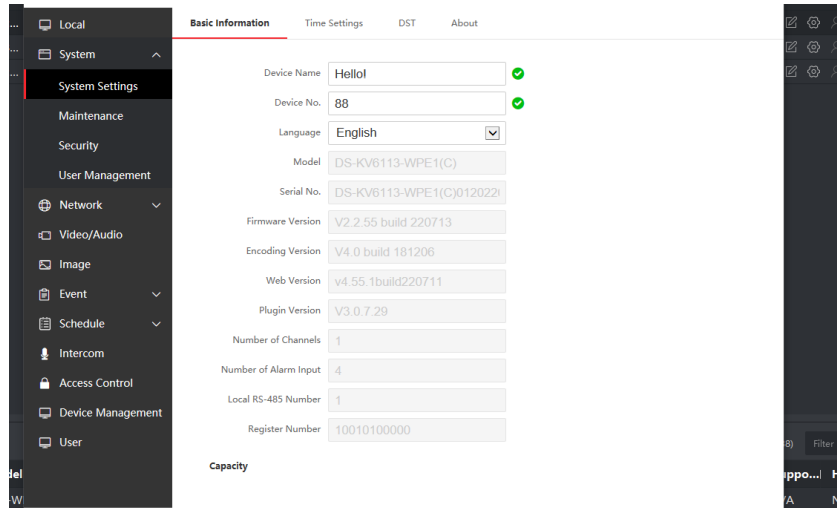 Local
System
System Settings
Maintenance
Security
User Management
Network
Video/Audio
Image
Event
Schedule
Intercom
Access Control
Device Management
User
Basic Information Time Settings DST About
Device Name Hello!
Device No. 88
Language English
Model DS-KV6113-WPE1(C)
Serial No. DS-KV6113-WPE1(C)012022
Firmware Version V2.2.55 build 220713
Encoding Version V4.0 build 181206
Web Version v4.55.1build220711
Plugin Version V3.0.7.29
Number of Channels 1
Number of Alarm Input 4
Local RS-485 Number 1
Register Number 10010100000
Capacity
Filter